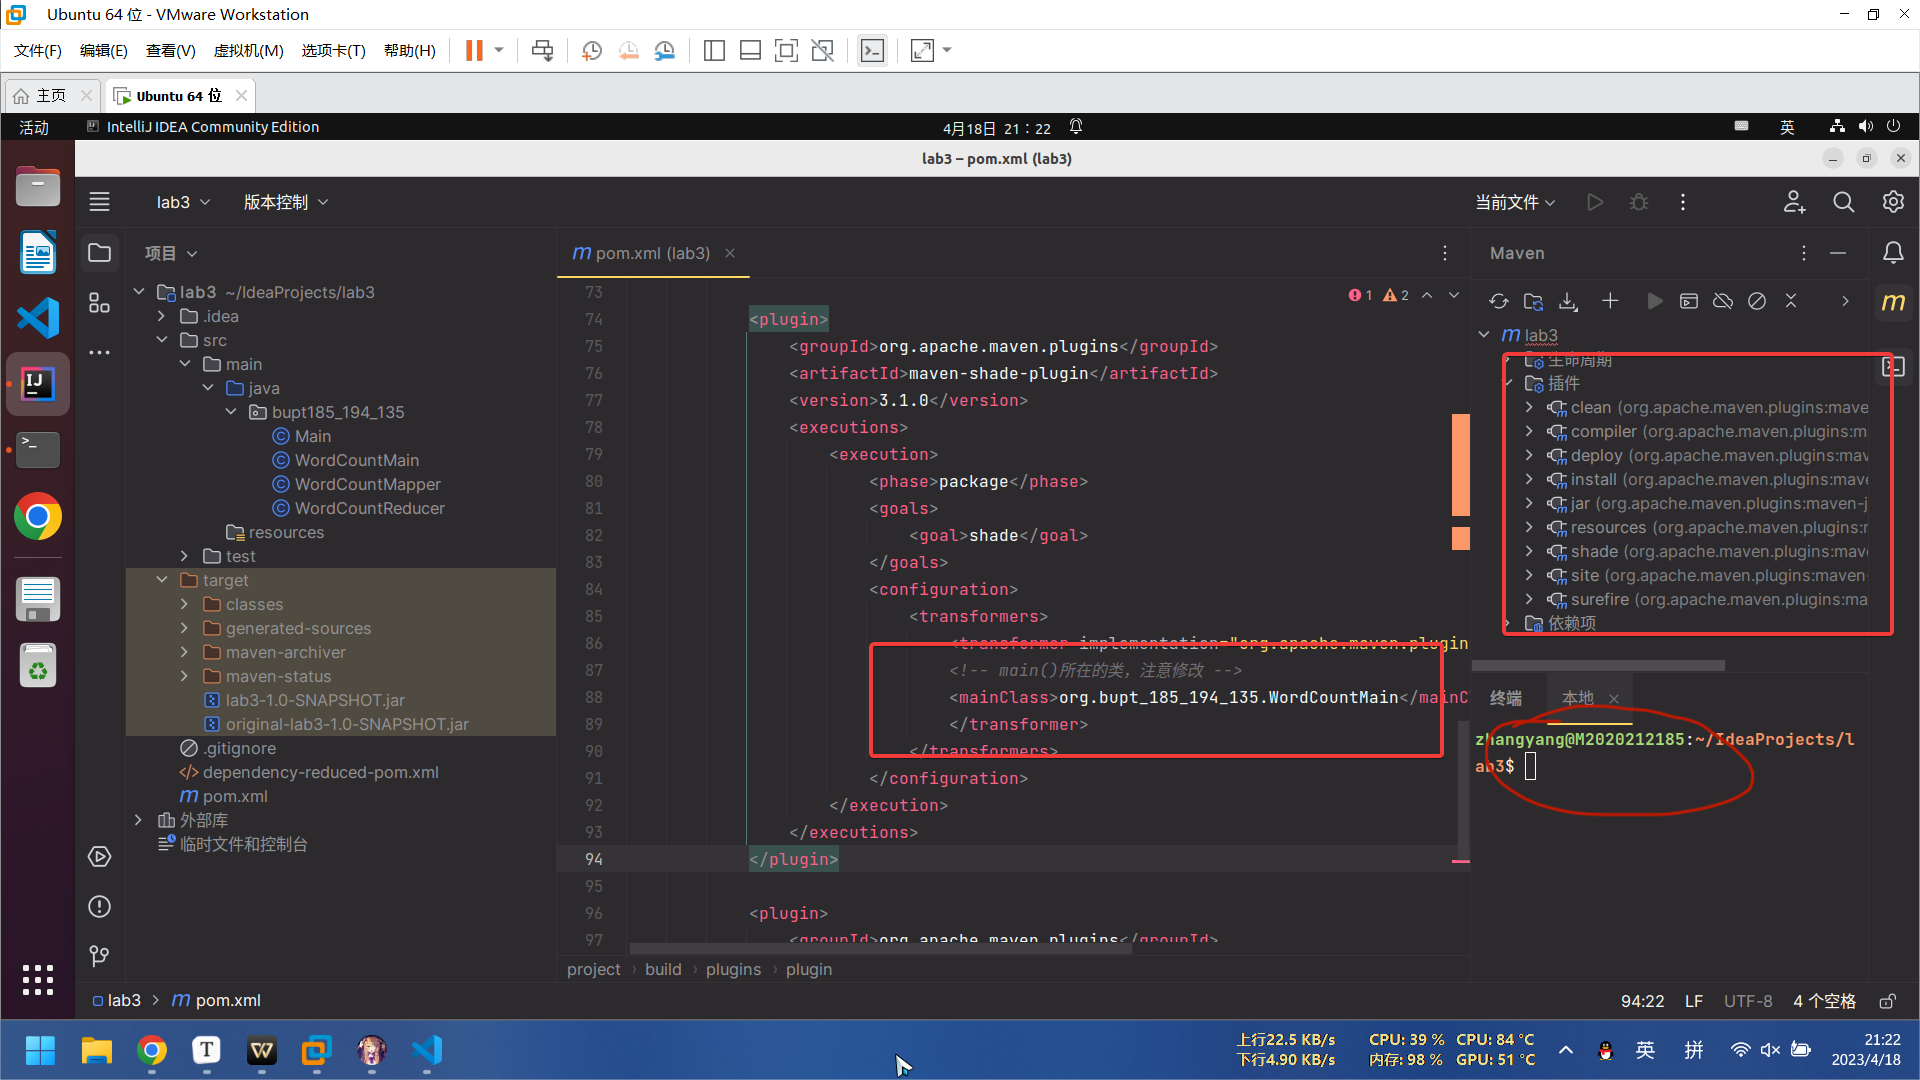 Ubuntu 64 位 - VMware Workstation
文件(F) 编辑(E) 查看(V) 虚拟机(M) 选项卡(T) 帮助(H)
主页 Ubuntu 64 位
活动 IntelliJ IDEA Community Edition 4月18日 21：22 英
lab3 – pom.xml (lab3)
lab3 版本控制 当前文件
项目
lab3 ~/IdeaProjects/lab3
.idea
src
main
java
bupt185_194_135
Main
WordCountMain
WordCountMapper
WordCountReducer
resources
test
target
classes
generated-sources
maven-archiver
maven-status
lab3-1.0-SNAPSHOT.jar
original-lab3-1.0-SNAPSHOT.jar
.gitignore
dependency-reduced-pom.xml
pom.xml
外部库
临时文件和控制台
pom.xml (lab3)
1 2
73
74 <plugin>
75 <groupId>org.apache.maven.plugins</groupId>
76 <artifactId>maven-shade-plugin</artifactId>
77 <version>3.1.0</version>
78 <executions>
79 <execution>
80 <phase>package</phase>
81 <goals>
82 <goal>shade</goal>
83 </goals>
84 <configuration>
85 <transformers>
86 <transformer implementation="org.apache.maven.plugin
87 <!-- main()所在的类，注意修改 -->
88 <mainClass>org.bupt_185_194_135.WordCountMain</mainC
89 </transformer>
90 </transformers>
91 </configuration>
92 </execution>
93 </executions>
94 </plugin>
95
96 <plugin>
97 <groupId>org.apache.maven.plugins</groupId>
project › build › plugins › plugin
Maven
lab3
生命周期
插件
clean (org.apache.maven.plugins:mave
compiler (org.apache.maven.plugins:m
deploy (org.apache.maven.plugins:mav
install (org.apache.maven.plugins:mave
jar (org.apache.maven.plugins:maven-j
resources (org.apache.maven.plugins:r
shade (org.apache.maven.plugins:mav
site (org.apache.maven.plugins:maven-
surefire (org.apache.maven.plugins:ma
依赖项
终端 本地
zhangyang@M2020212185:~/IdeaProjects/l
ab3$
lab3 > pom.xml 94:22 LF UTF-8 4 个空格
上行22.5 KB/s CPU: 39 % CPU: 84 °C
下行4.90 KB/s 内存: 98 % GPU: 51 °C
英 拼
21:22
2023/4/18